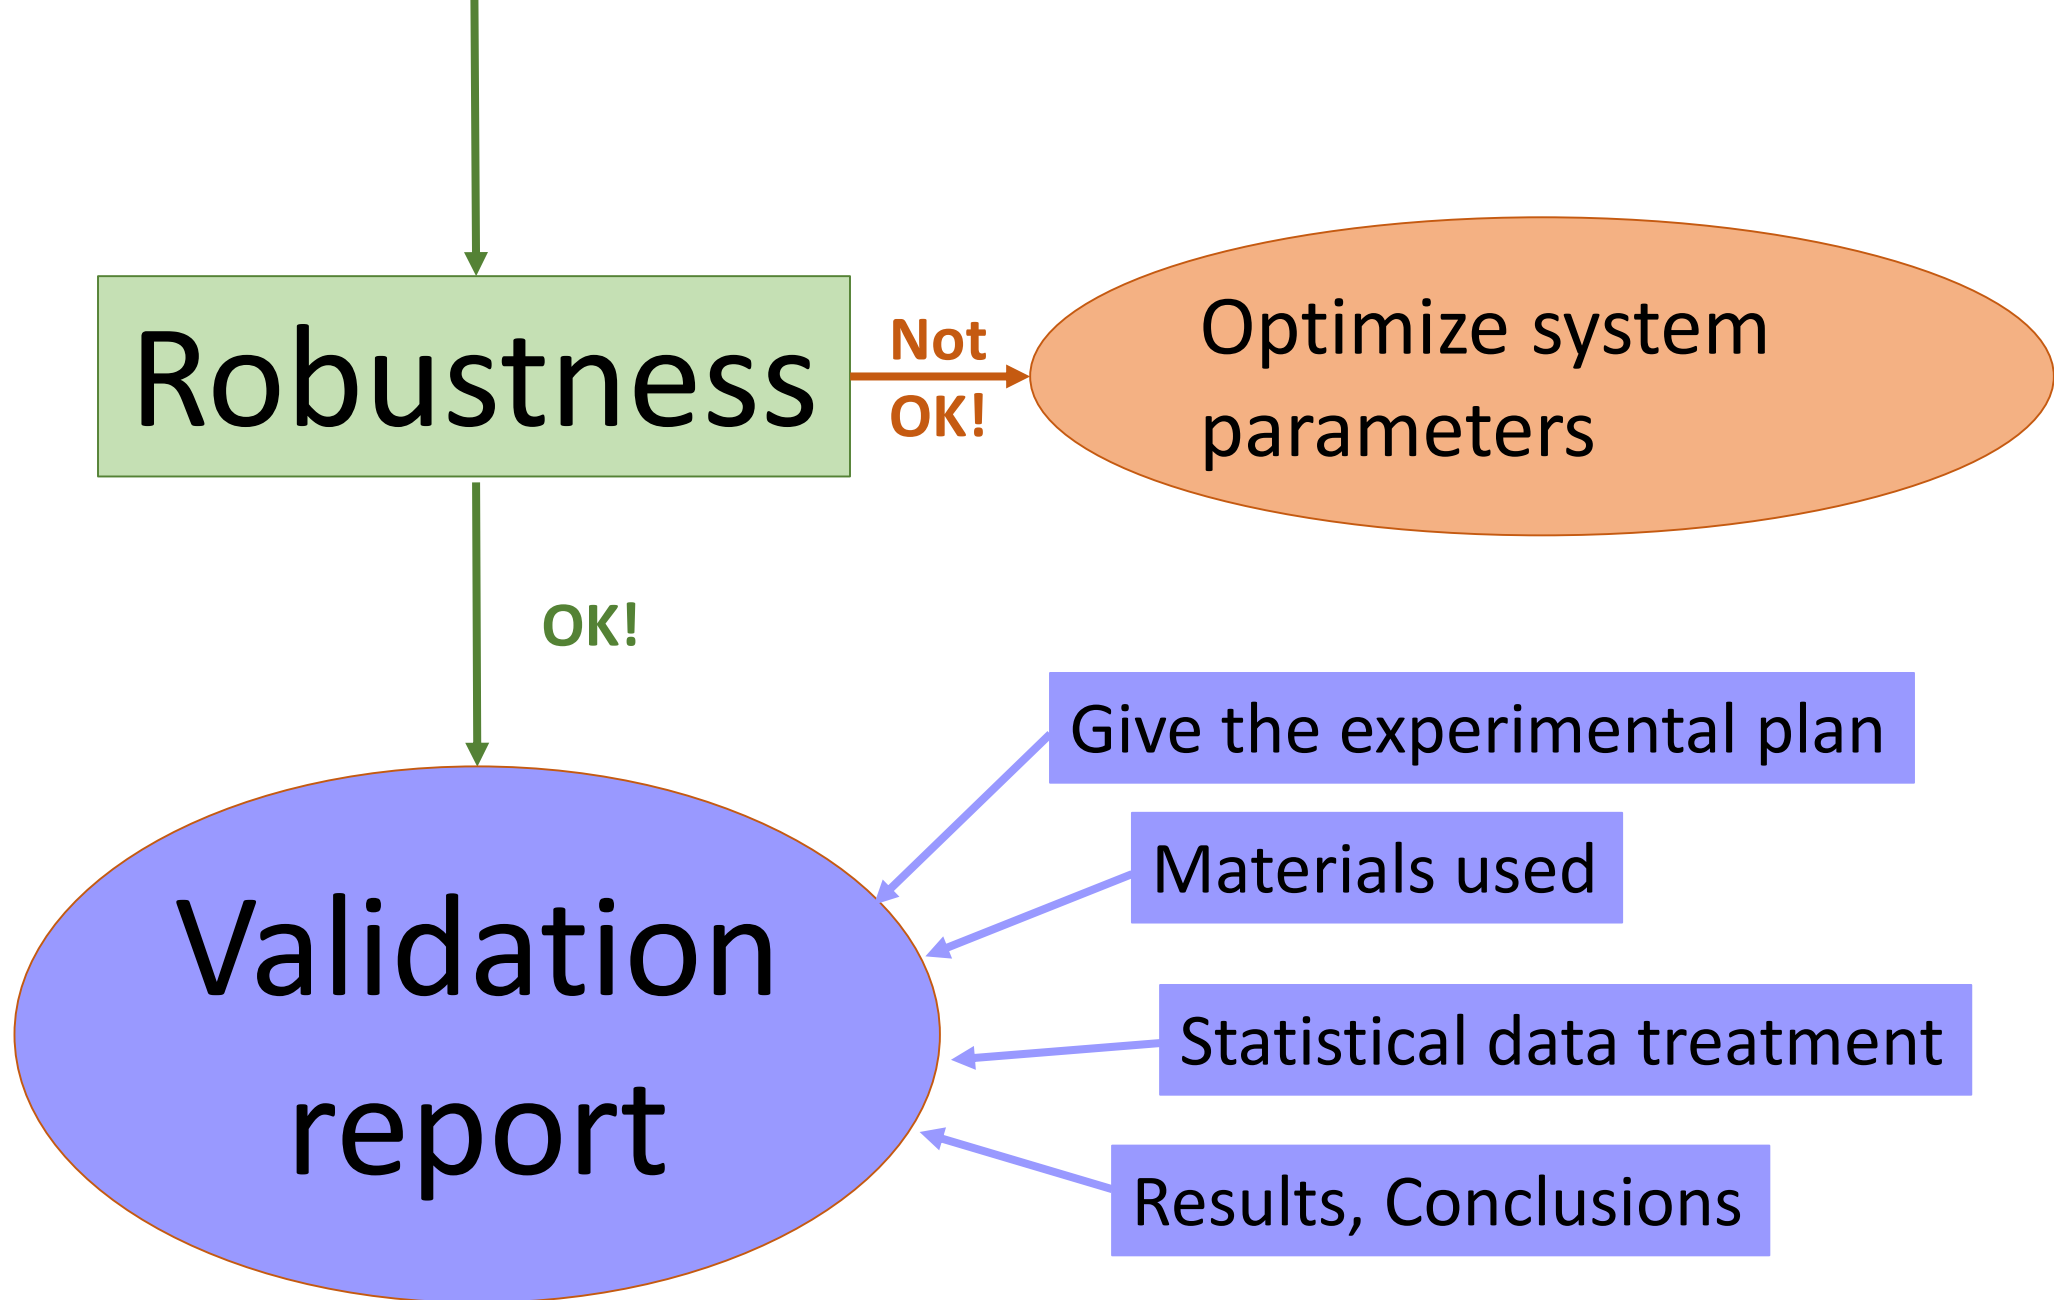 Robustness
Not
OK!
Optimize system
parameters
OK!
Give the experimental plan
Materials used
Validation
report
Statistical data treatment
Results, Conclusions